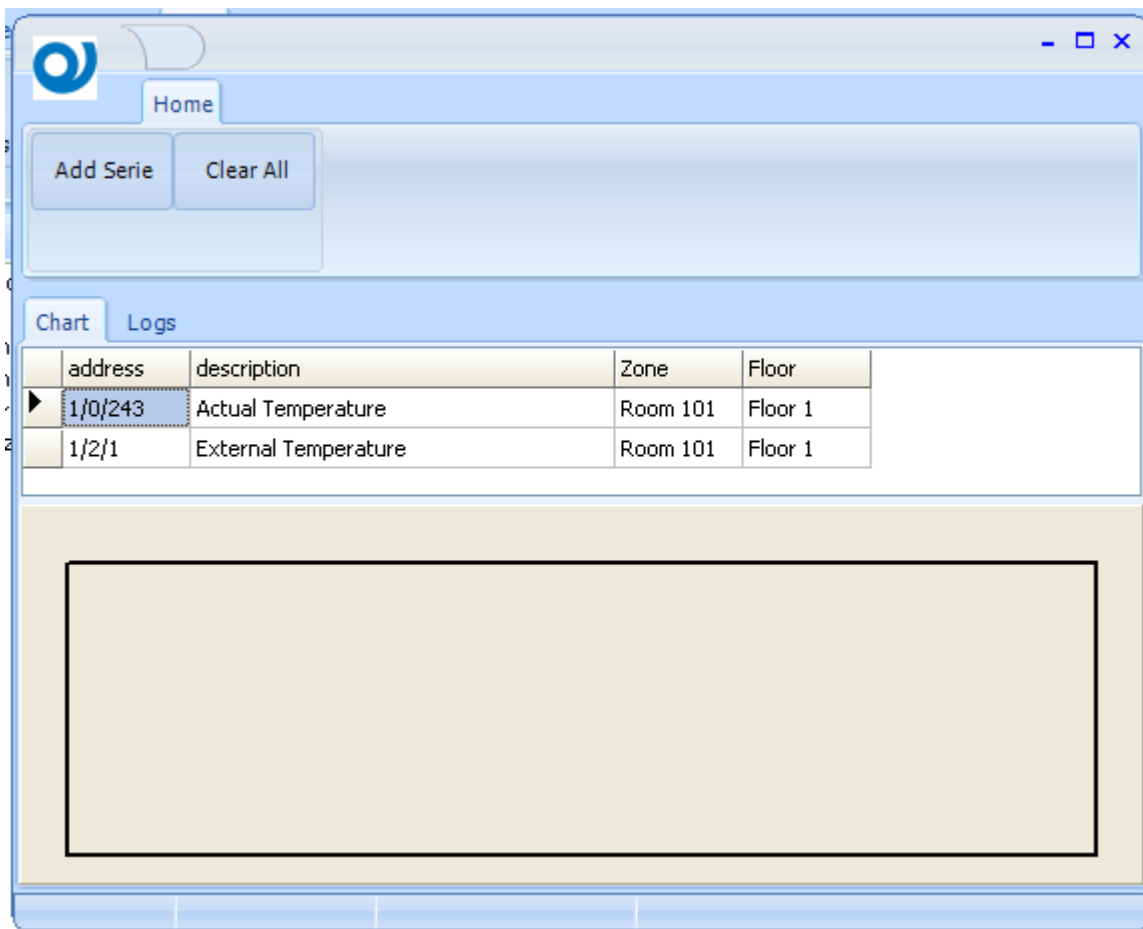 Home
Add Serie Clear All
Chart Logs
address description Zone Floor
1/0/243 Actual Temperature Room 101 Floor 1
1/2/1 External Temperature Room 101 Floor 1